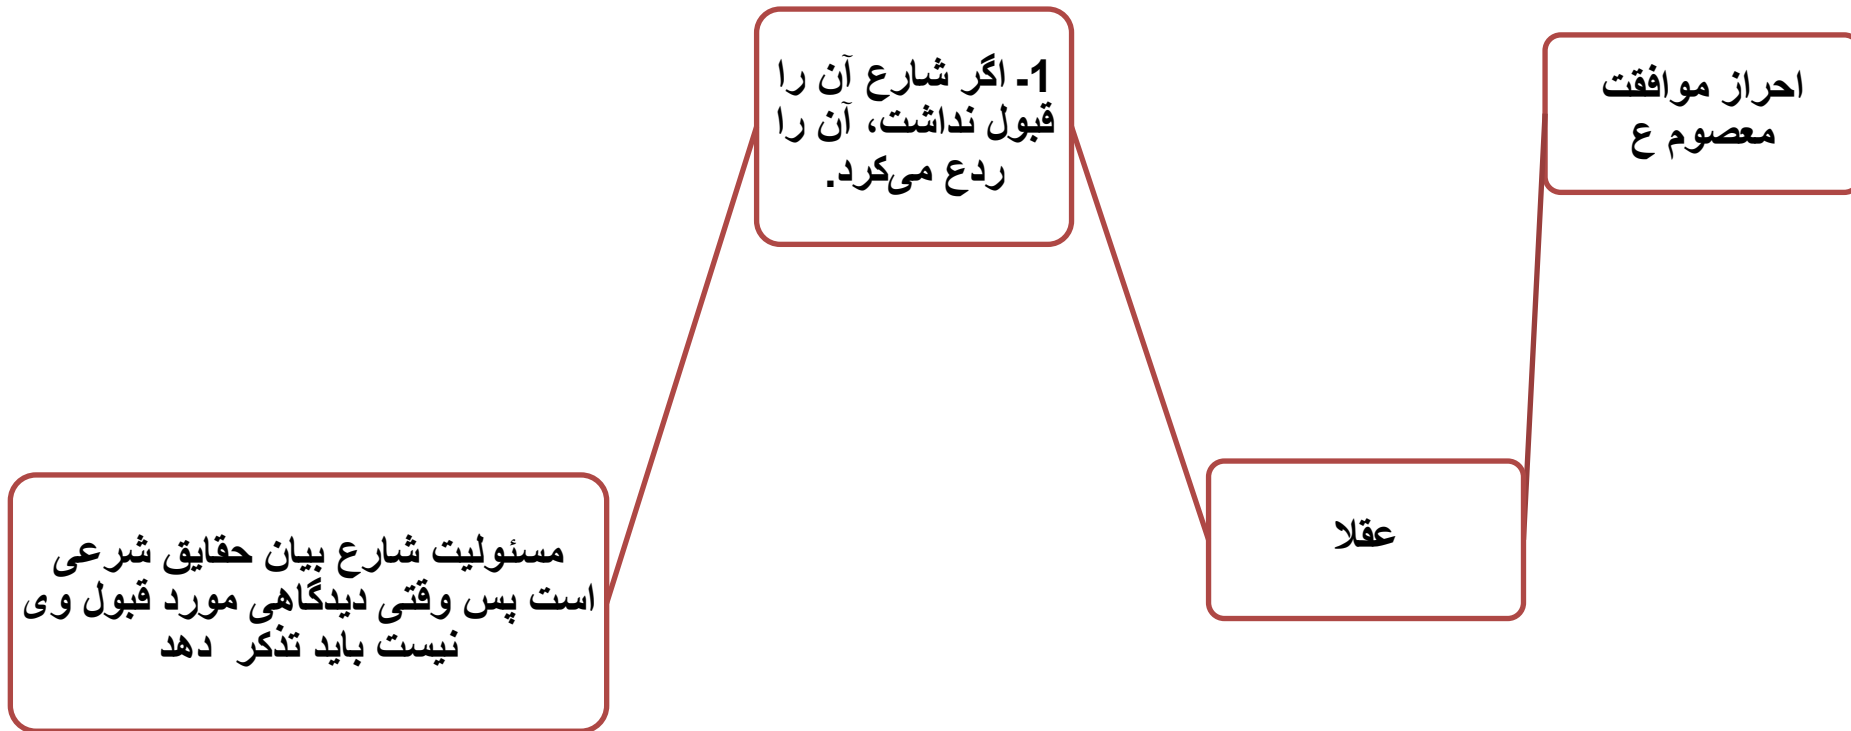 احراز موافقت
معصوم ع
عقلا
1- اگر شارع آن را
قبول نداشت، آن را
ردع می‌کرد.
مسئولیت شارع بیان حقایق شرعی
است پس وقتی دیدگاهی مورد قبول وی
نیست باید تذکر دهد